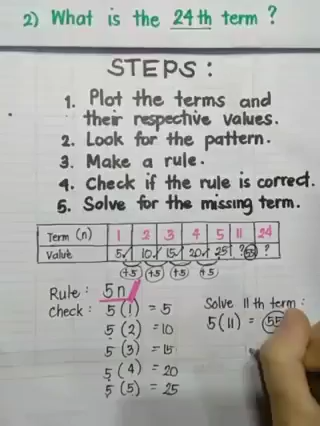 2) What is the 24th term ?
STEPS :
1. Plot the terms and
their respective values.
2. Look for the pattern.
3. Make a rule.
4. Check if the rule is correct.
5. Solve for the missing term.
Term (n) 1 2 3 4 5 11 24
Value 5 10 15 20 25 ? 55 ?
+5 +5 +5 +5
Rule : 5n
Check : 5 (1) = 5
5 (2) = 10
5 (3) = 15
5 (4) = 20
5 (5) = 25
Solve 11th term :
5 (11) = 55